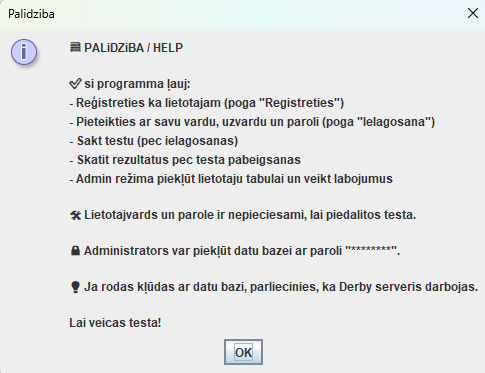 Palidziba
PALiDZiBA / HELP
si programma ļauj:
- Reģistreties ka lietotajam (poga "Registreties")
- Pieteikties ar savu vardu, uzvardu un paroli (poga "Ielagosana")
- Sakt testu (pec ielagosanas)
- Skatit rezultatus pec testa pabeigsanas
- Admin režima piekļūt lietotaju tabulai un veikt labojumus
Lietotajvards un parole ir nepieciesami, lai piedalitos testa.
Administrators var piekļūt datu bazei ar paroli "********".
Ja rodas kļūdas ar datu bazi, parliecinies, ka Derby serveris darbojas.
Lai veicas testa!
OK